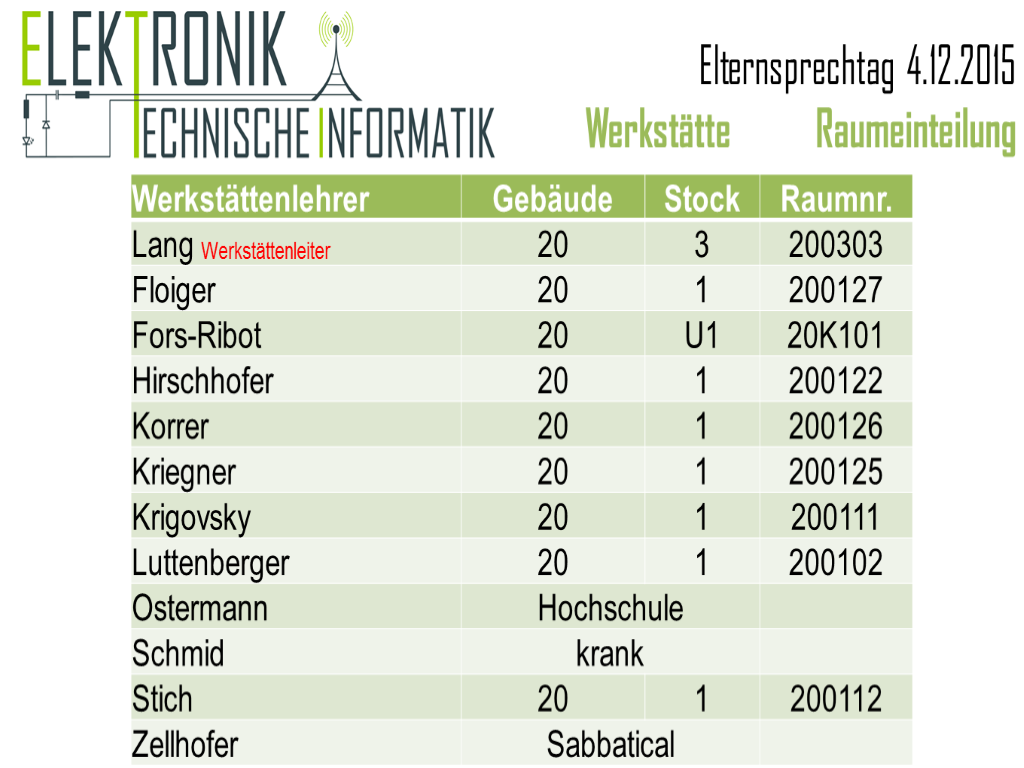 ELEKTRONIK
TECHNISCHE INFORMATIK
Elternsprechtag 4.12.2015
Werkstätte Raumeinteilung
Werkstättenlehrer Gebäude Stock Raumnr.
Lang Werkstättenleiter 20 3 200303
Floiger 20 1 200127
Fors-Ribot 20 U1 20K101
Hirschhofer 20 1 200122
Korrer 20 1 200126
Kriegner 20 1 200125
Krigovsky 20 1 200111
Luttenberger 20 1 200102
Ostermann Hochschule
Schmid krank
Stich 20 1 200112
Zellhofer Sabbatical